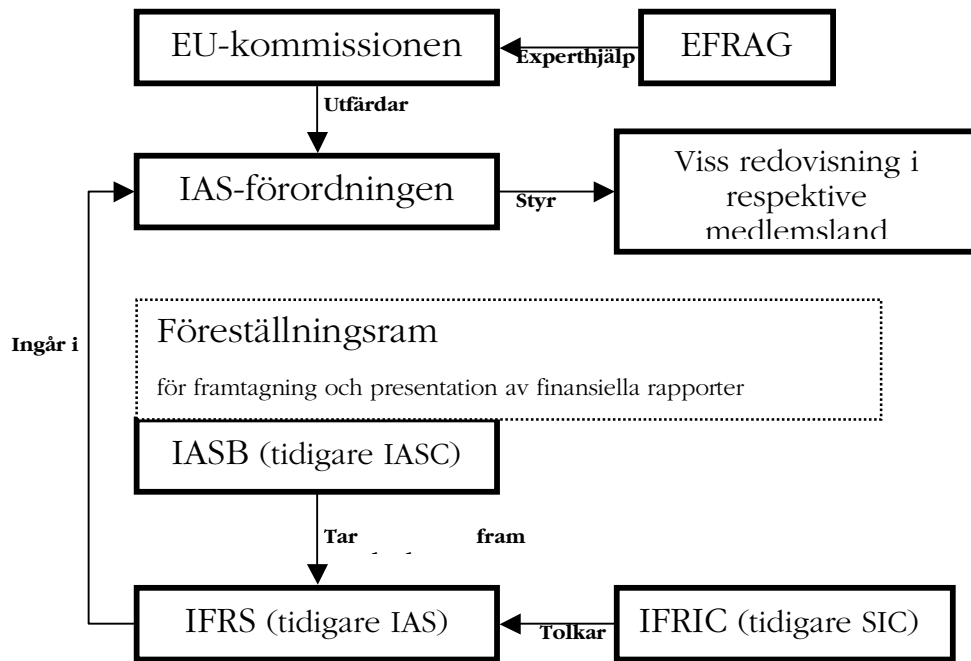 EU-kommissionen
Experthjälp
EFRAG
Utfärdar
IAS-förordningen
Styr
Viss redovisning i
respektive
medlemsland
Ingår i
Föreställningsram
för framtagning och presentation av finansiella rapporter
IASB (tidigare IASC)
Tar fram
IFRS (tidigare IAS)
Tolkar
IFRIC (tidigare SIC)